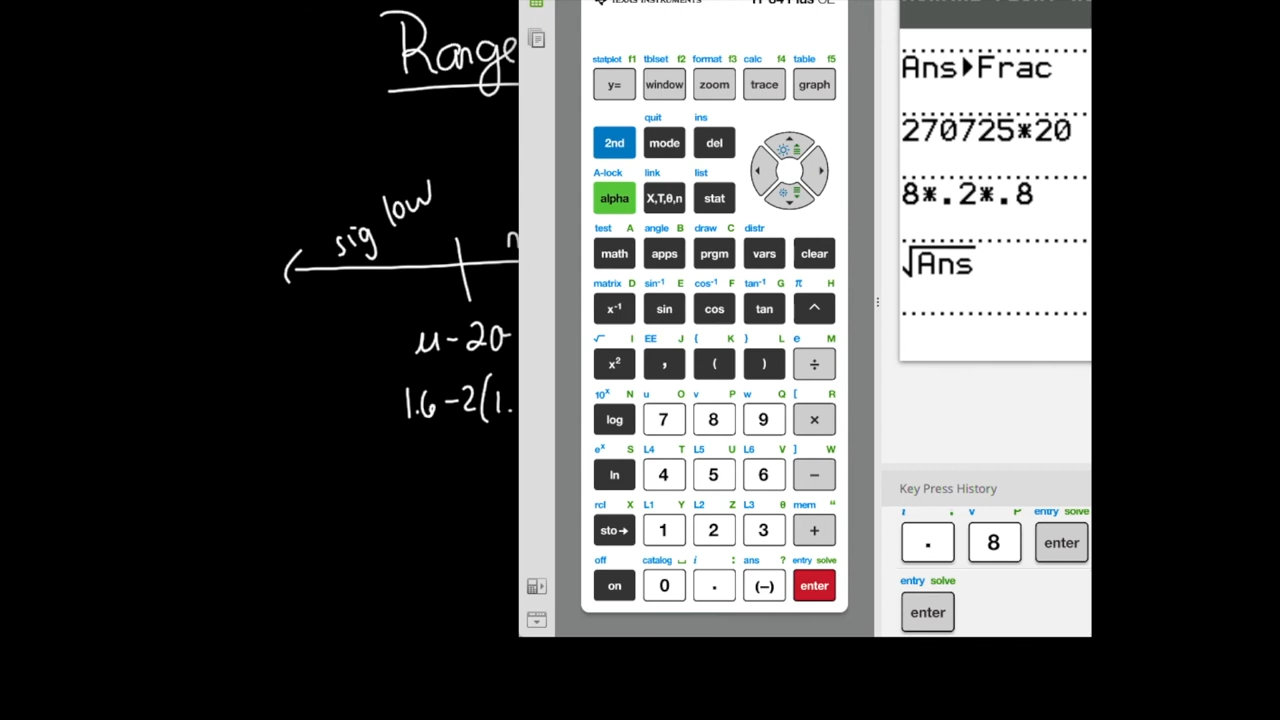 Range
TEXAS INSTRUMENTS
statplot f1 tblset f2 format f3 calc f4 table f5
y= window zoom trace graph
quit ins
2nd mode del
A-lock link list
alpha X,T,θ,n stat
test A angle B draw C distr
math apps prgm vars clear
matrix D sin⁻¹ E cos⁻¹ F tan⁻¹ G π H
x⁻¹ sin cos tan ^
√ I EE J { K } L e M
x² , ( ) ÷
10ˣ N u O v P w Q [ R
log 7 8 9 ×
eˣ S L4 T L5 U L6 V ] W
ln 4 5 6 −
rcl X L1 Y L2 Z L3 θ mem “
sto→ 1 2 3 +
off catalog ⎵ i : ans ? entry solve
on 0 . (−) enter
sig low
μ-2σ
1.6-2(1.
Ans▸Frac
270725*20
8*.2*.8
√Ans
Key Press History
i : v P entry solve
. 8 enter
entry solve
enter